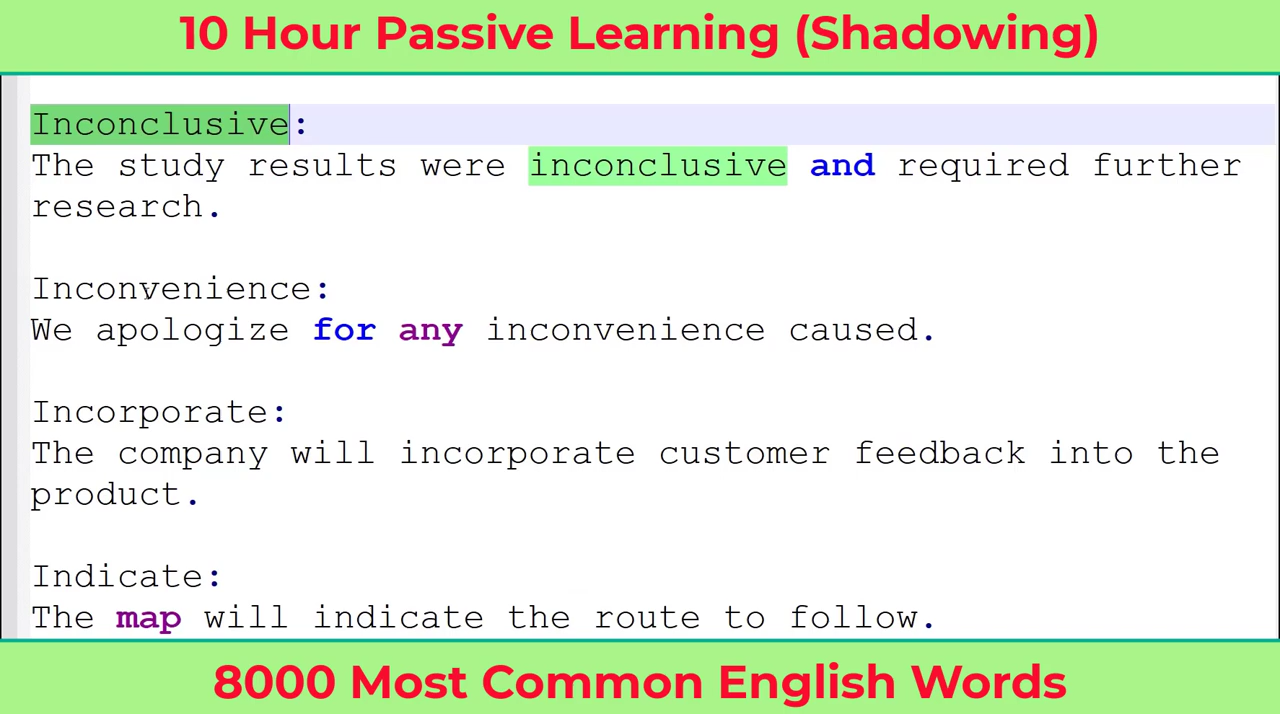 10 Hour Passive Learning (Shadowing)
Inconclusive:
The study results were inconclusive and required further
research.
Inconvenience:
We apologize for any inconvenience caused.
Incorporate:
The company will incorporate customer feedback into the
product.
Indicate:
The map will indicate the route to follow.
8000 Most Common English Words